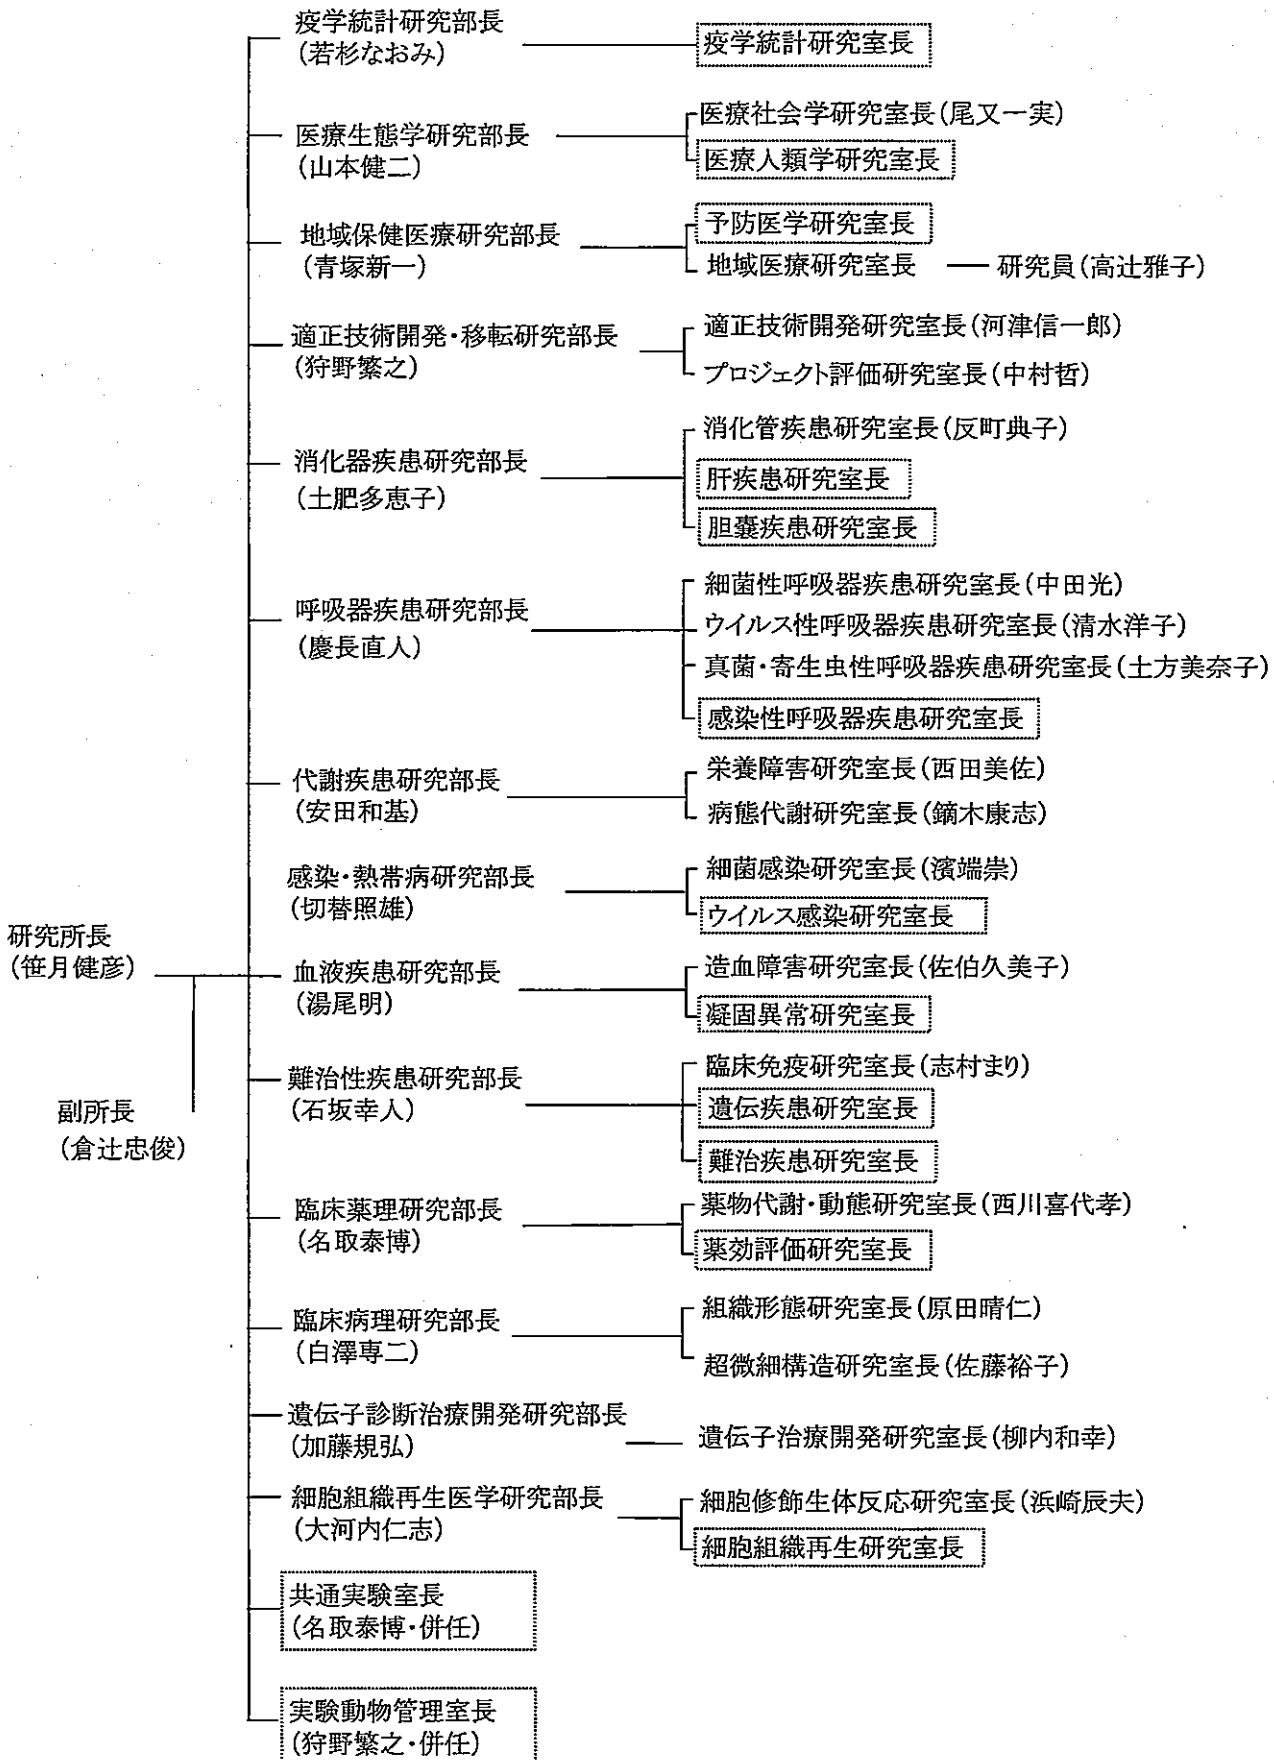 疫学統計研究部長
(若杉なおみ)
疫学統計研究室長
医療生態学研究部長
(山本健二)
医療社会学研究室長(尾又一実)
医療人類学研究室長
地域保健医療研究部長
(青塚新一)
予防医学研究室長
地域医療研究室長
研究員(高辻雅子)
適正技術開発・移転研究部長
(狩野繁之)
適正技術開発研究室長(河津信一郎)
プロジェクト評価研究室長(中村哲)
消化器疾患研究部長
(土肥多恵子)
消化管疾患研究室長(反町典子)
肝疾患研究室長
胆嚢疾患研究室長
呼吸器疾患研究部長
(慶長直人)
細菌性呼吸器疾患研究室長(中田光)
ウイルス性呼吸器疾患研究室長(清水洋子)
真菌・寄生虫性呼吸器疾患研究室長(土方美奈子)
感染性呼吸器疾患研究室長
代謝疾患研究部長
(安田和基)
栄養障害研究室長(西田美佐)
病態代謝研究室長(鏑木康志)
感染・熱帯病研究部長
(切替照雄)
細菌感染研究室長(濱端崇)
ウイルス感染研究室長
研究所長
(笹月健彦)
副所長
(倉辻忠俊)
血液疾患研究部長
(湯尾明)
造血障害研究室長(佐伯久美子)
凝固異常研究室長
難治性疾患研究部長
(石坂幸人)
臨床免疫研究室長(志村まり)
遺伝疾患研究室長
難治疾患研究室長
臨床薬理研究部長
(名取泰博)
薬物代謝・動態研究室長(西川喜代孝)
薬効評価研究室長
臨床病理研究部長
(白澤専二)
組織形態研究室長(原田晴仁)
超微細構造研究室長(佐藤裕子)
遺伝子診断治療開発研究部長
(加藤規弘)
遺伝子治療開発研究室長(柳内和幸)
細胞組織再生医学研究部長
(大河内仁志)
細胞修飾生体反応研究室長(浜崎辰夫)
細胞組織再生研究室長
共通実験室長
(名取泰博・併任)
実験動物管理室長
(狩野繁之・併任)